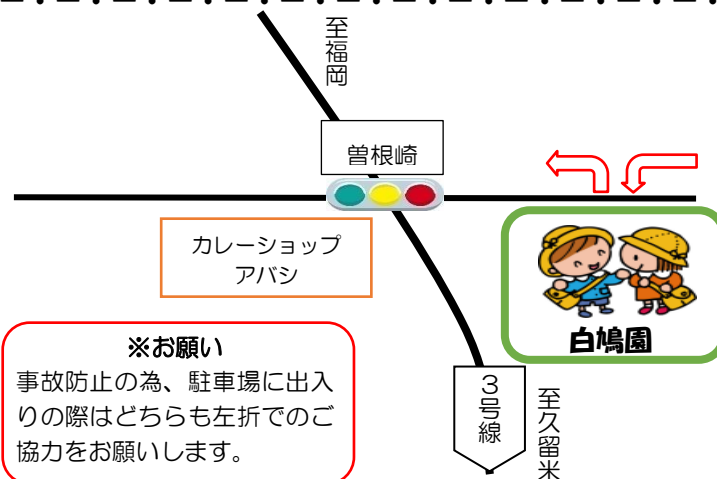 至福岡
曽根崎
カレーショップ
アバシ
白鳩園
※お願い
事故防止の為、駐車場に出入
りの際はどちらも左折でのご
協力をお願いします。
3号線
至久留米